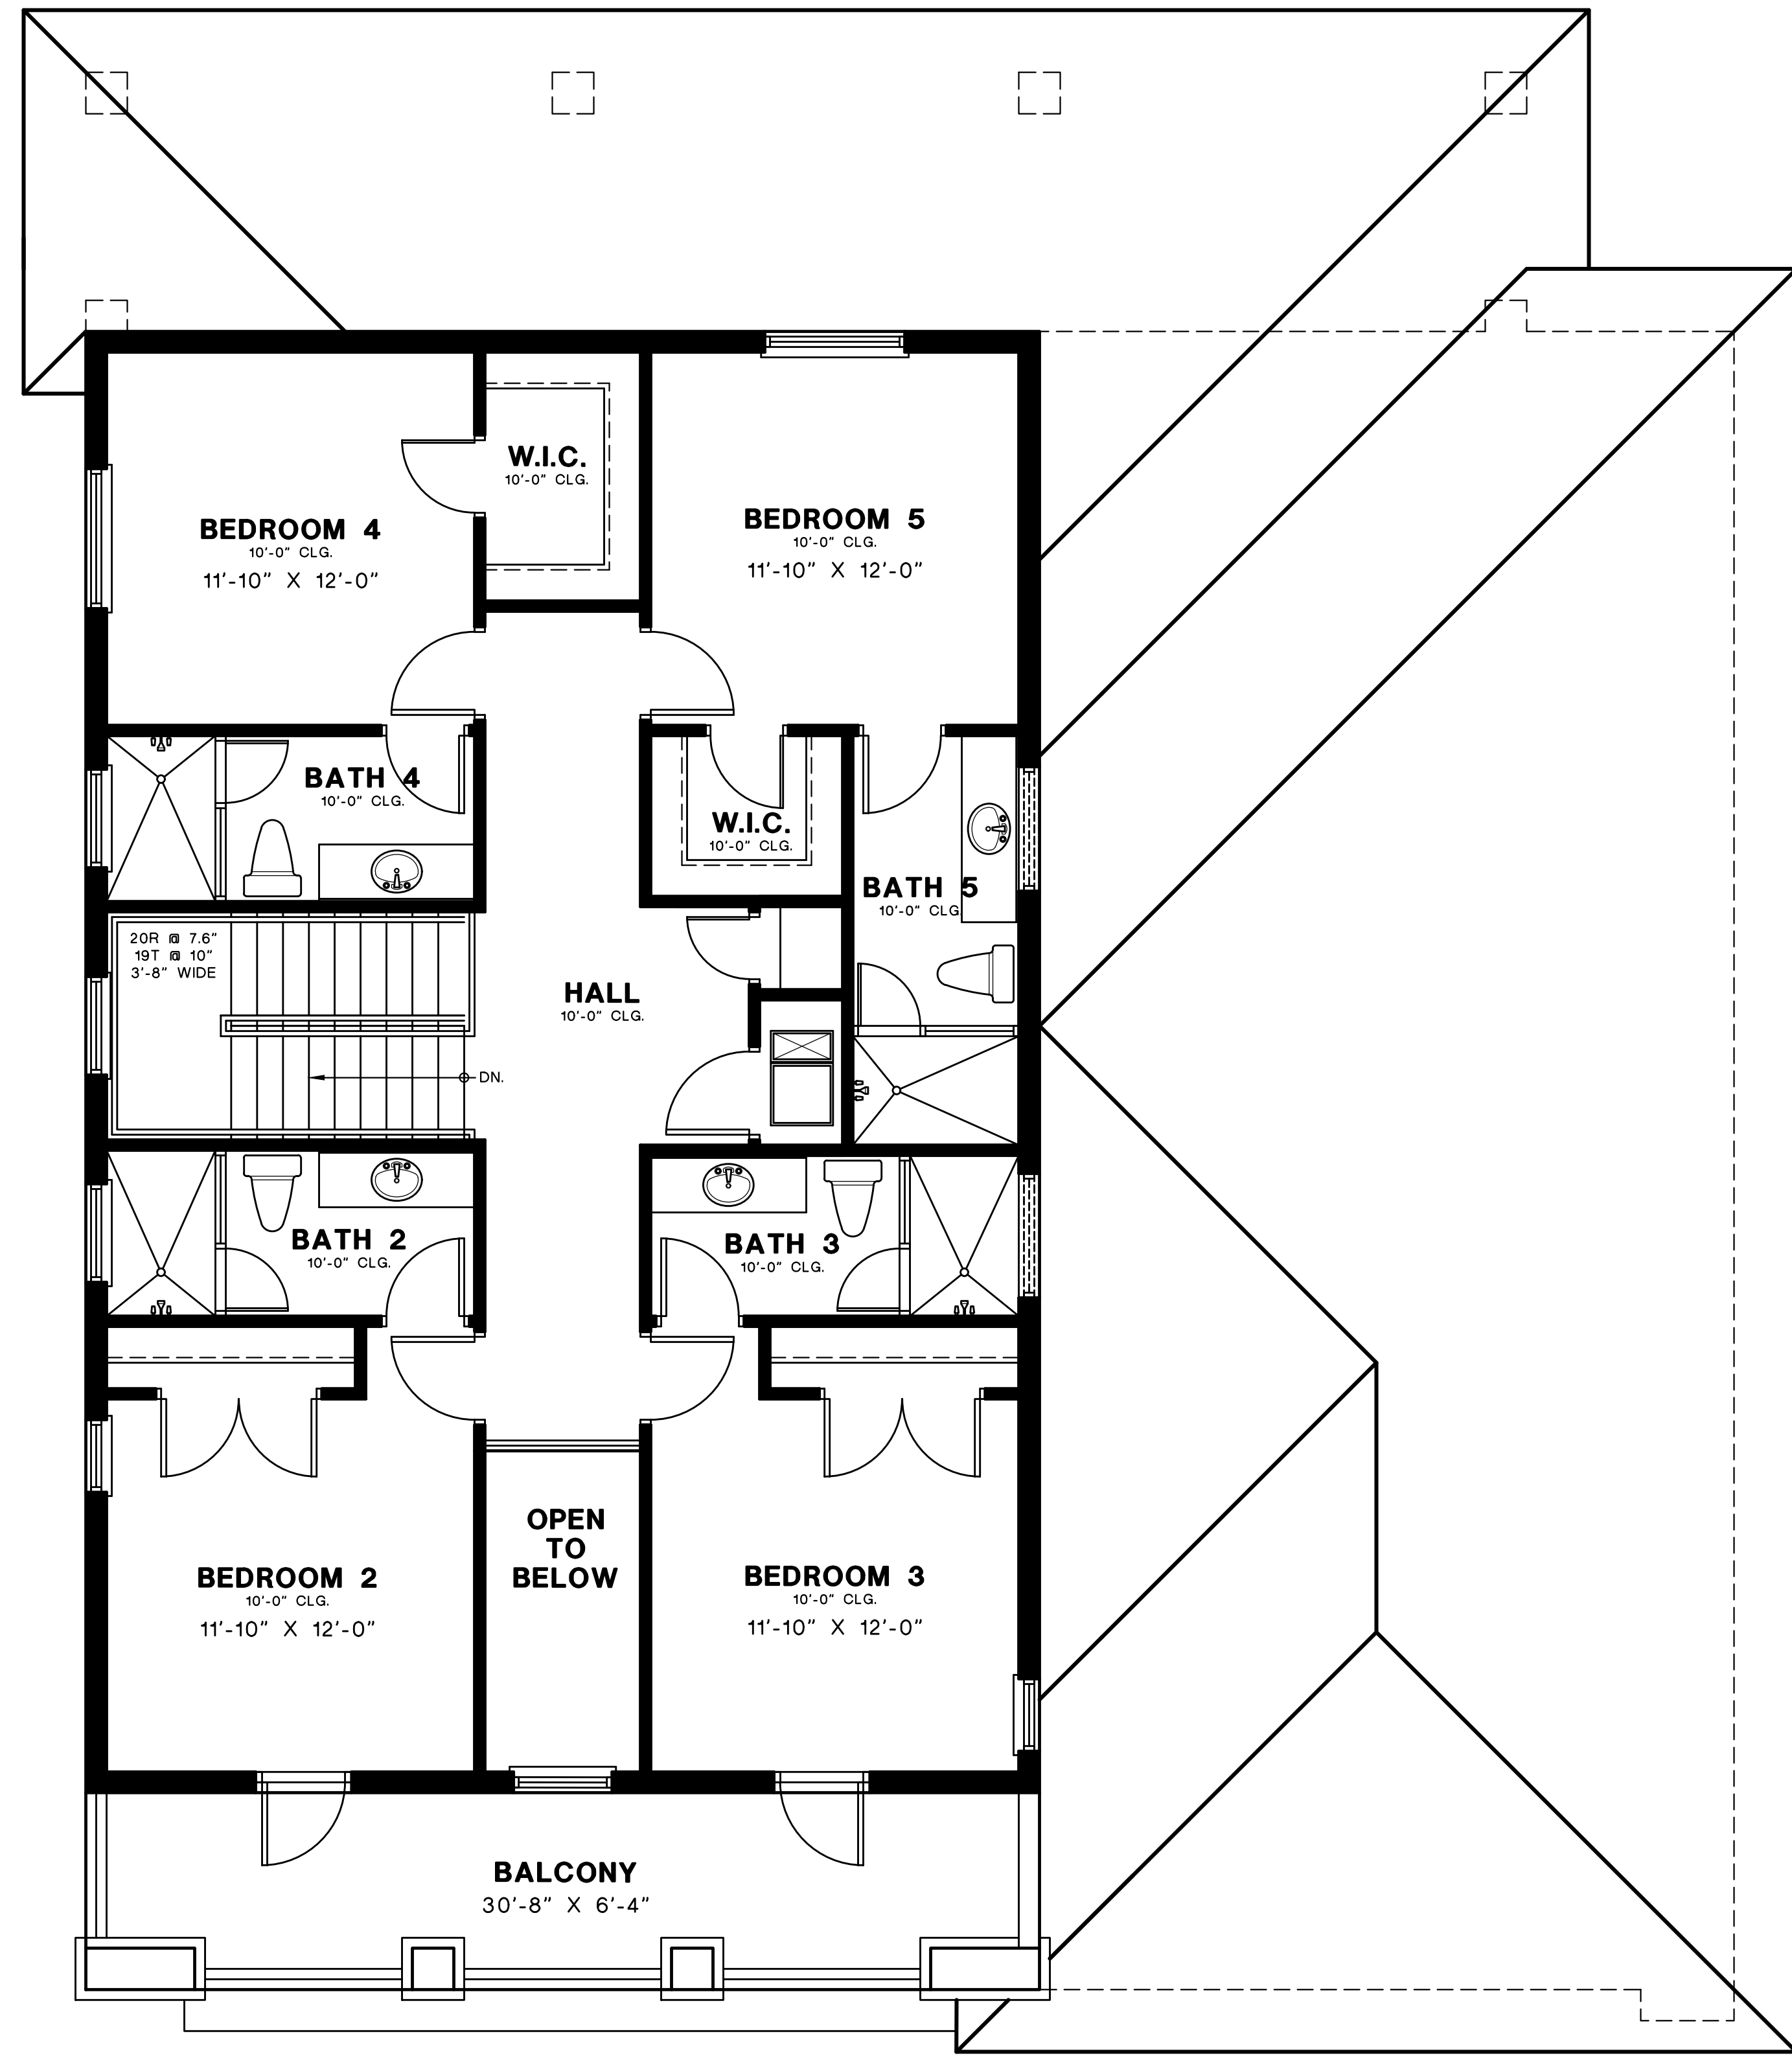 W.I.C.
10'-0" CLG.
BEDROOM 4
10'-0" CLG.
11'-10" X 12'-0"
BEDROOM 5
10'-0" CLG.
11'-10" X 12'-0"
BATH 4
10'-0" CLG.
W.I.C.
10'-0" CLG.
BATH 5
10'-0" CLG.
20R @ 7.6"
19T @ 10"
3'-8" WIDE
HALL
10'-0" CLG.
DN.
BATH 2
10'-0" CLG.
BATH 3
10'-0" CLG.
OPEN
TO
BELOW
BEDROOM 2
10'-0" CLG.
11'-10" X 12'-0"
BEDROOM 3
10'-0" CLG.
11'-10" X 12'-0"
BALCONY
30'-8" X 6'-4"